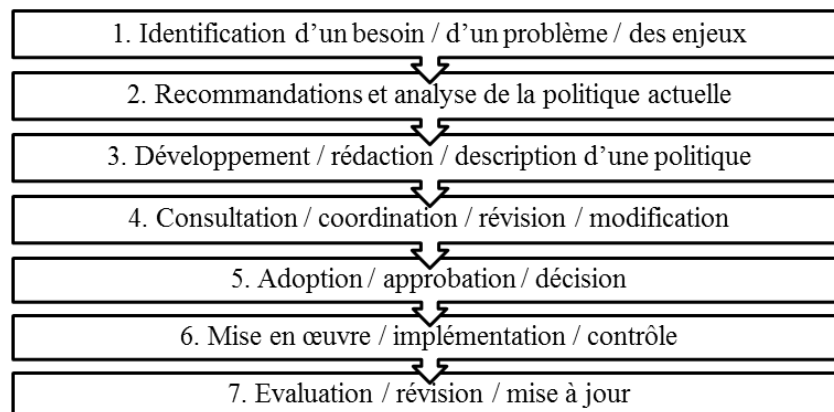 1. Identification d’un besoin / d’un problème / des enjeux
2. Recommandations et analyse de la politique actuelle
3. Développement / rédaction / description d’une politique
4. Consultation / coordination / révision / modification
5. Adoption / approbation / décision
6. Mise en œuvre / implémentation / contrôle
7. Evaluation / révision / mise à jour